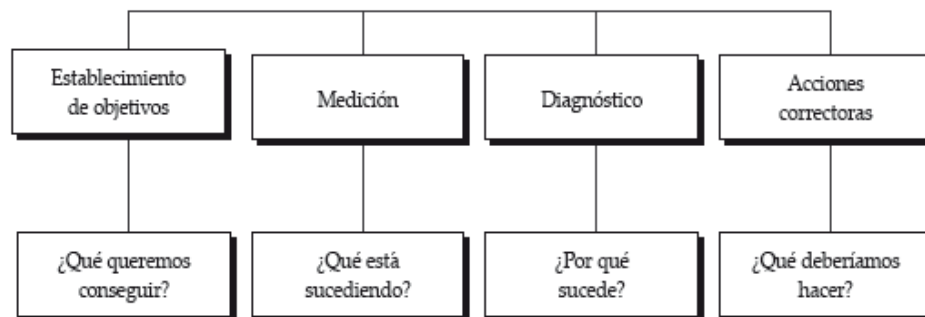 Establecimiento
de objetivos
Medición
Diagnóstico
Acciones
correctoras
¿Qué queremos
conseguir?
¿Qué está
sucediendo?
¿Por qué
sucede?
¿Qué deberíamos
hacer?